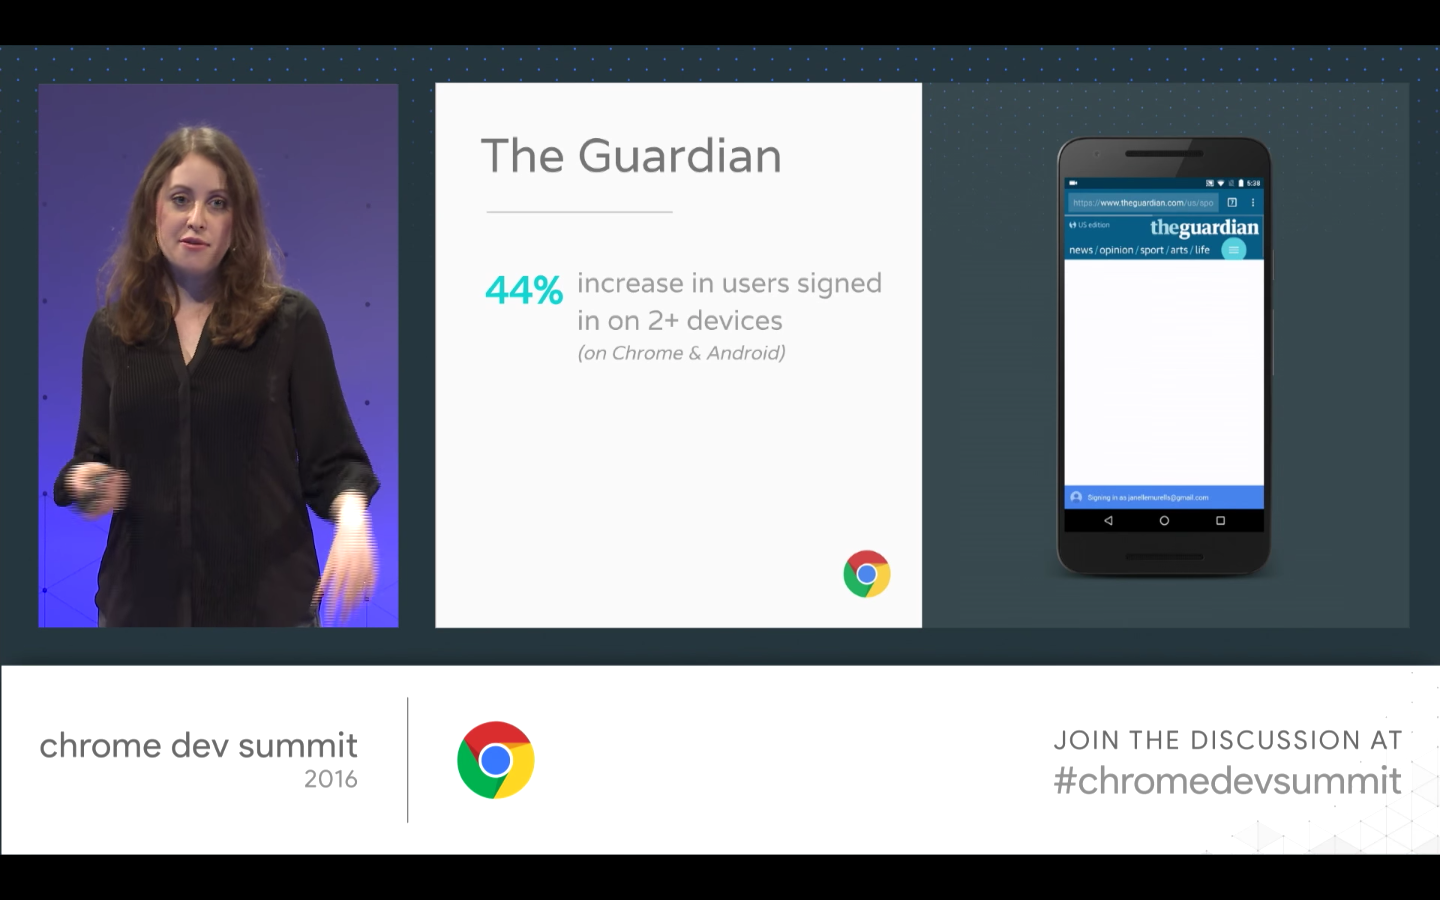 The Guardian
44% increase in users signed
in on 2+ devices
(on Chrome & Android)
5:38
https://www.theguardian.com/us/apo
US edition
theguardian
news / opinion / sport / arts / life
Signing in as janellemurells@gmail.com
chrome dev summit
2016
JOIN THE DISCUSSION AT
#chromedevsummit